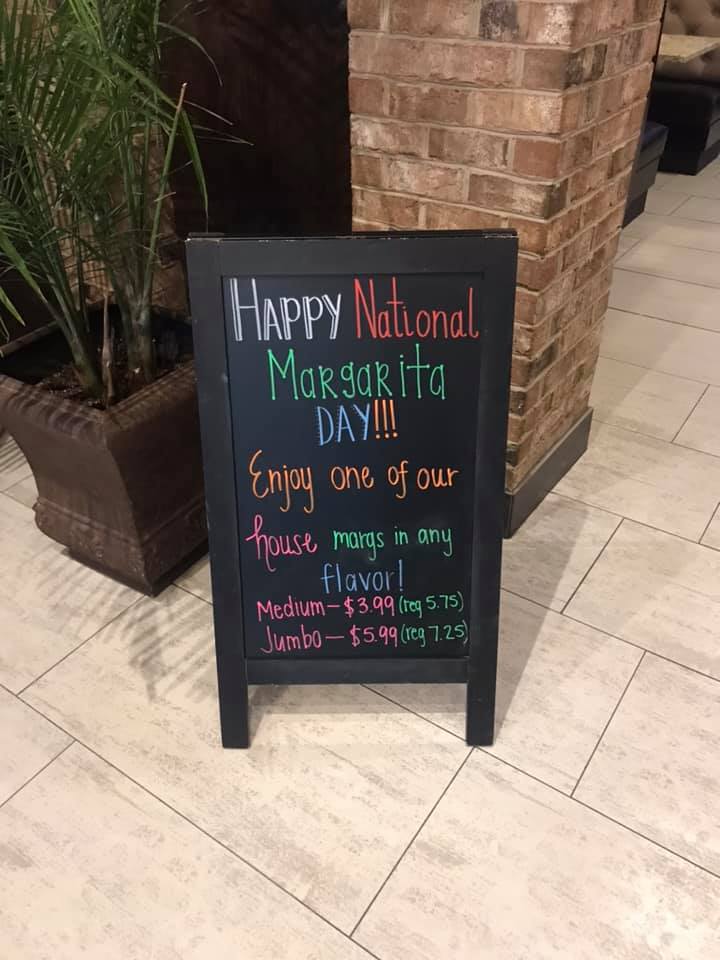 HAPPY National
Margarita
DAY!!!
Enjoy one of our
house margs in any
flavor!
Medium - $3.99 (reg 5.75)
Jumbo - $5.99 (reg 7.25)